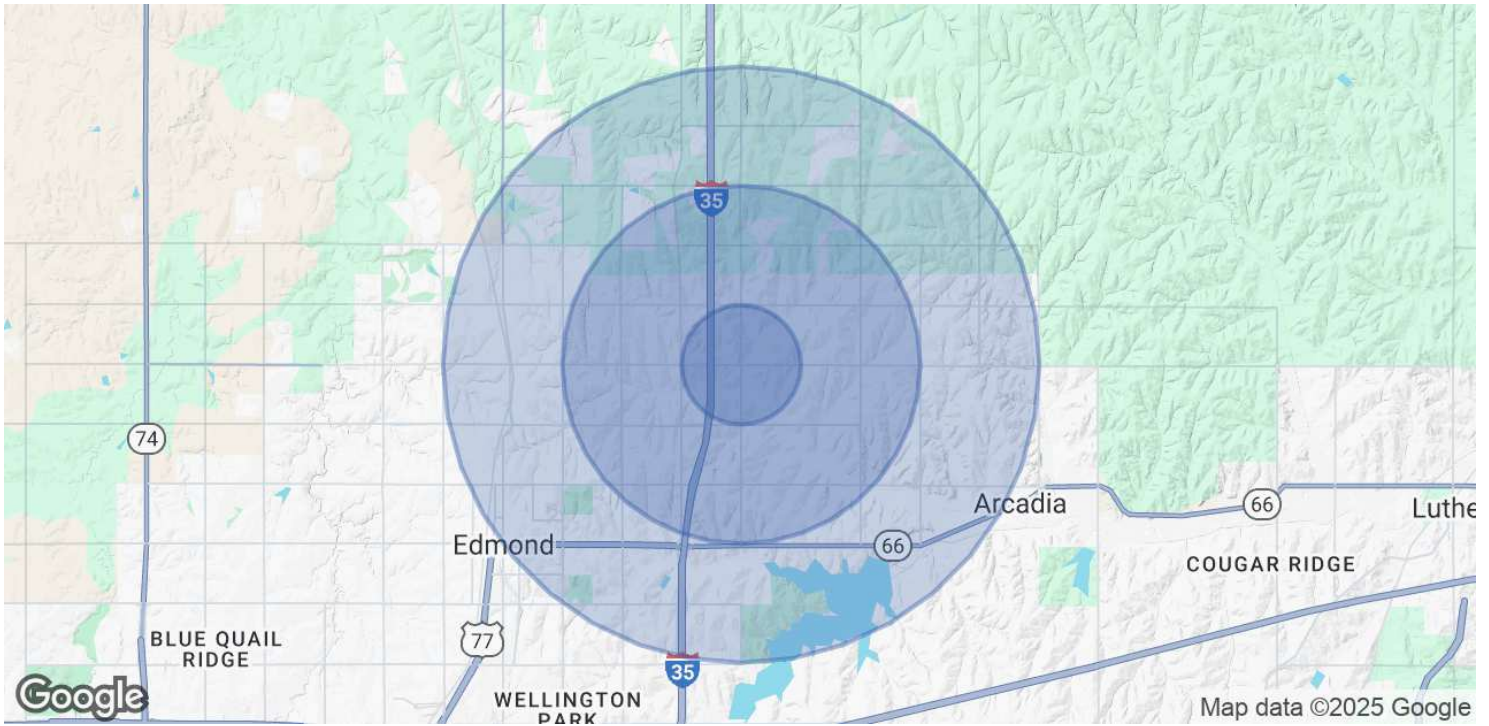 35
74
Arcadia
66
Luthe
Edmond
66
COUGAR RIDGE
BLUE QUAIL
RIDGE
77
35
WELLINGTON
PARK
Google
Map data ©2025 Google